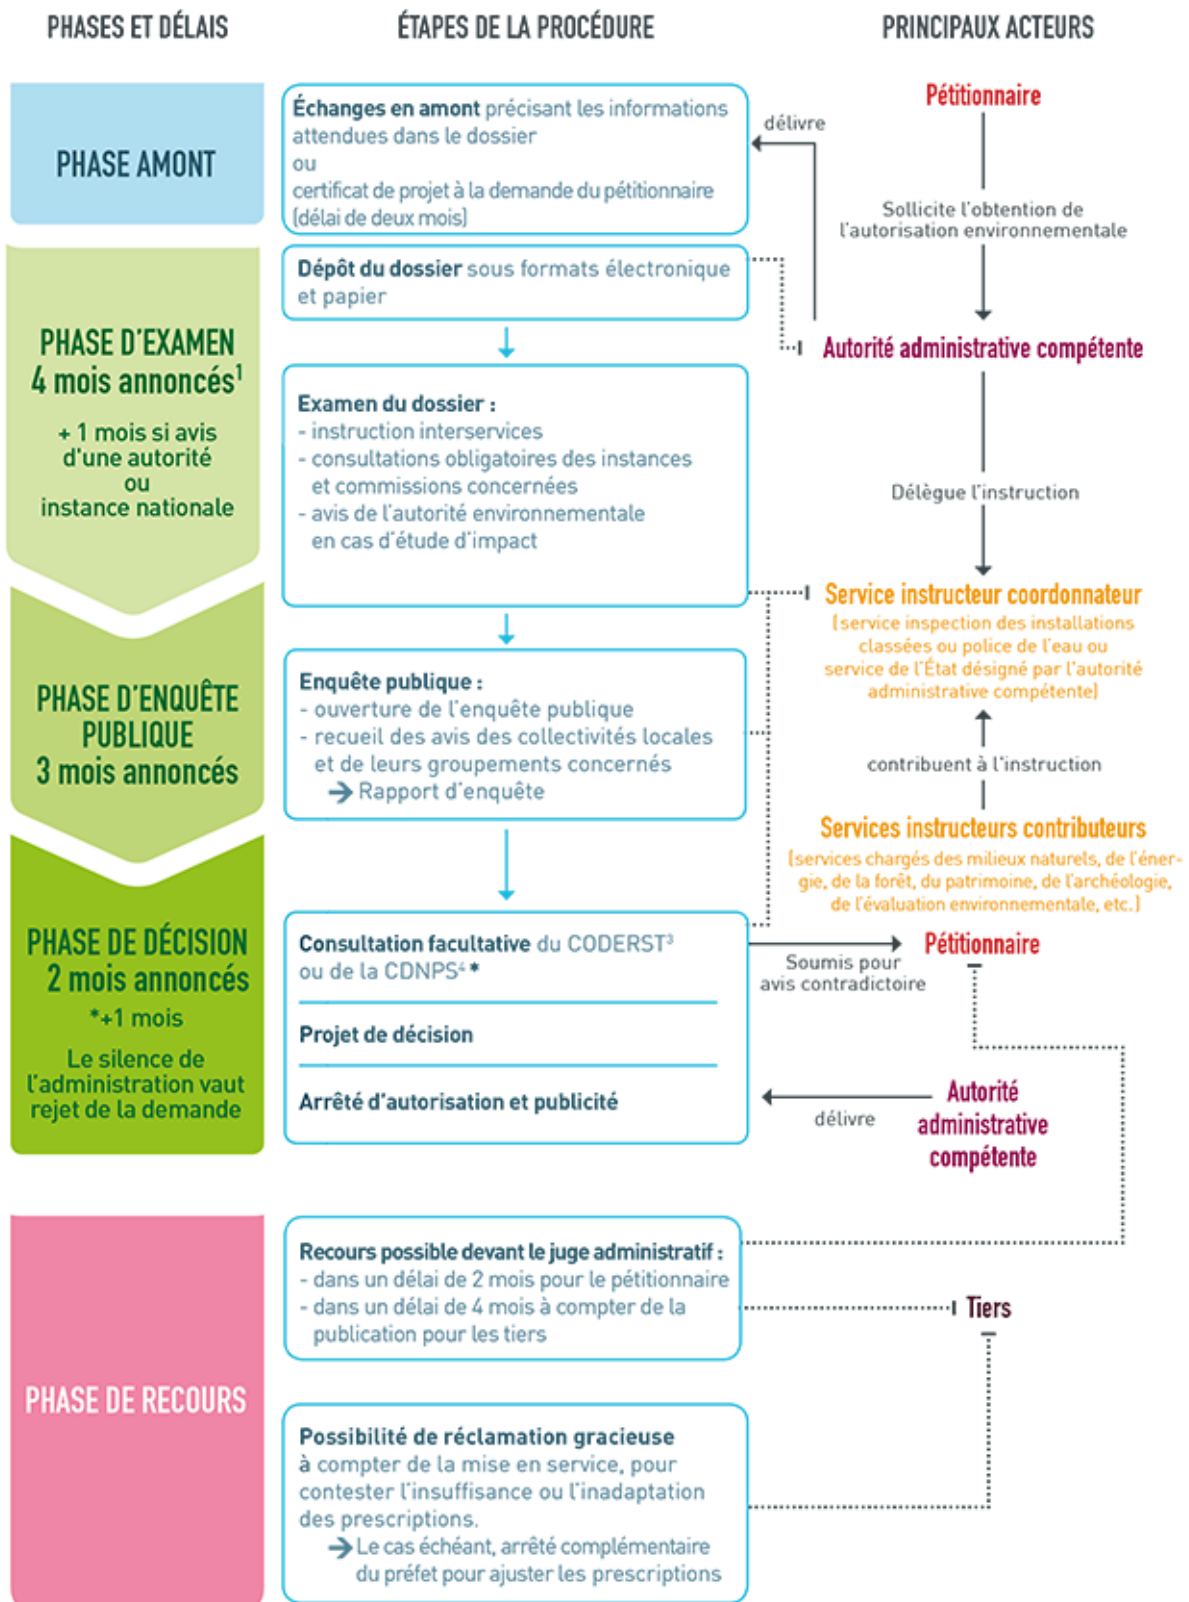 PHASES ET DÉLAIS
ÉTAPES DE LA PROCÉDURE
PRINCIPAUX ACTEURS
PHASE AMONT
Échanges en amont précisant les informations
attendues dans le dossier
ou
certificat de projet à la demande du pétitionnaire
(délai de deux mois)
délivre
Pétitionnaire
Sollicite l'obtention de
l'autorisation environnementale
PHASE D'EXAMEN
4 mois annoncés¹
+ 1 mois si avis
d'une autorité
ou
instance nationale
Dépôt du dossier sous formats électronique
et papier
Autorité administrative compétente
Examen du dossier :
- instruction interservices
- consultations obligatoires des instances
et commissions concernées
- avis de l'autorité environnementale
en cas d'étude d'impact
Délègue l'instruction
Service instructeur coordonnateur
(service inspection des installations
classées ou police de l'eau ou
service de l'État désigné par l'autorité
administrative compétente)
PHASE D'ENQUÊTE
PUBLIQUE
3 mois annoncés
Enquête publique :
- ouverture de l'enquête publique
- recueil des avis des collectivités locales
et de leurs groupements concernés
➔ Rapport d'enquête
contribuent à l'instruction
Services instructeurs contributeurs
(services chargés des milieux naturels, de l'éner-
gie, de la forêt, du patrimoine, de l'archéologie,
de l'évaluation environnementale, etc.)
PHASE DE DÉCISION
2 mois annoncés
*+1 mois
Le silence de
l'administration vaut
rejet de la demande
Consultation facultative du CODERST³
ou de la CDNPS⁴ *
Projet de décision
Arrêté d'autorisation et publicité
Soumis pour
avis contradictoire
Pétitionnaire
délivre
Autorité
administrative
compétente
PHASE DE RECOURS
Recours possible devant le juge administratif :
- dans un délai de 2 mois pour le pétitionnaire
- dans un délai de 4 mois à compter de la
publication pour les tiers
Tiers
Possibilité de réclamation gracieuse
à compter de la mise en service, pour
contester l'insuffisance ou l'inadaptation
des prescriptions.
➔ Le cas échéant, arrêté complémentaire
du préfet pour ajuster les prescriptions